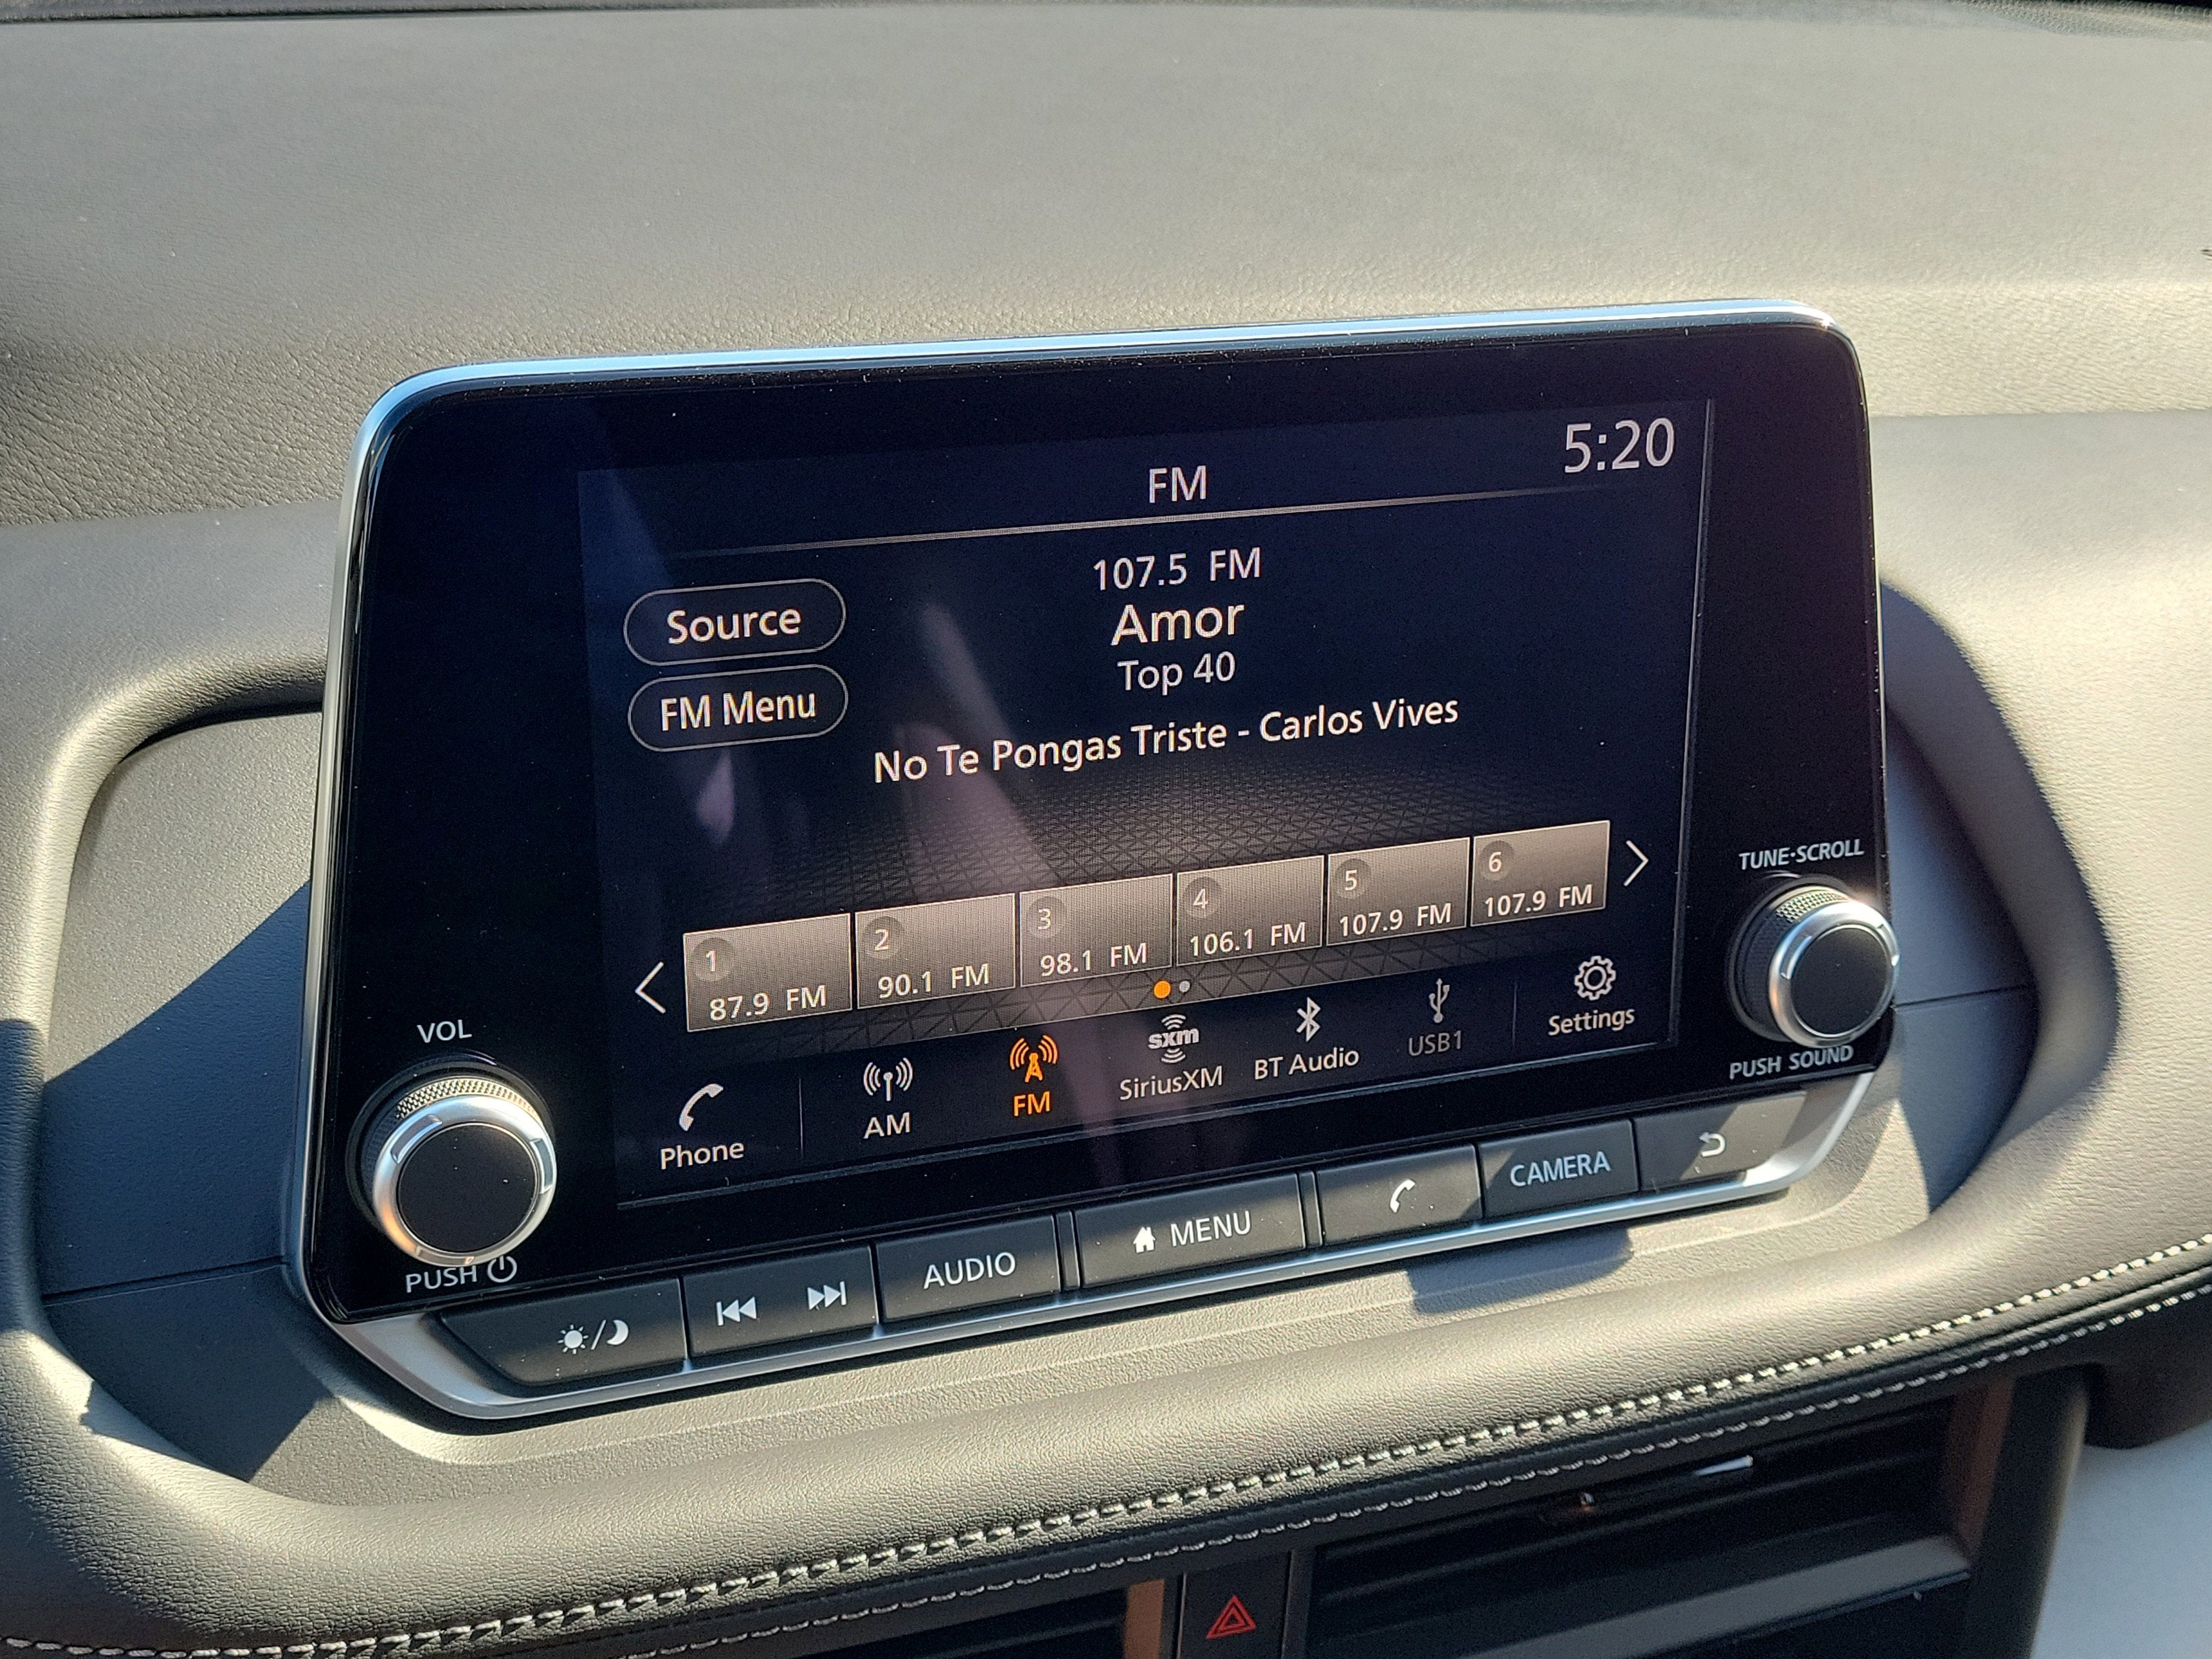 5:20
FM
107.5 FM
Amor
Top 40
No Te Pongas Triste - Carlos Vives
Source
FM Menu
1
87.9 FM
2
90.1 FM
3
98.1 FM
4
106.1 FM
5
107.9 FM
6
107.9 FM
Phone
AM
FM
sxm
SiriusXM
BT Audio
USB1
Settings
VOL
PUSH
TUNE·SCROLL
PUSH SOUND
AUDIO
MENU
CAMERA